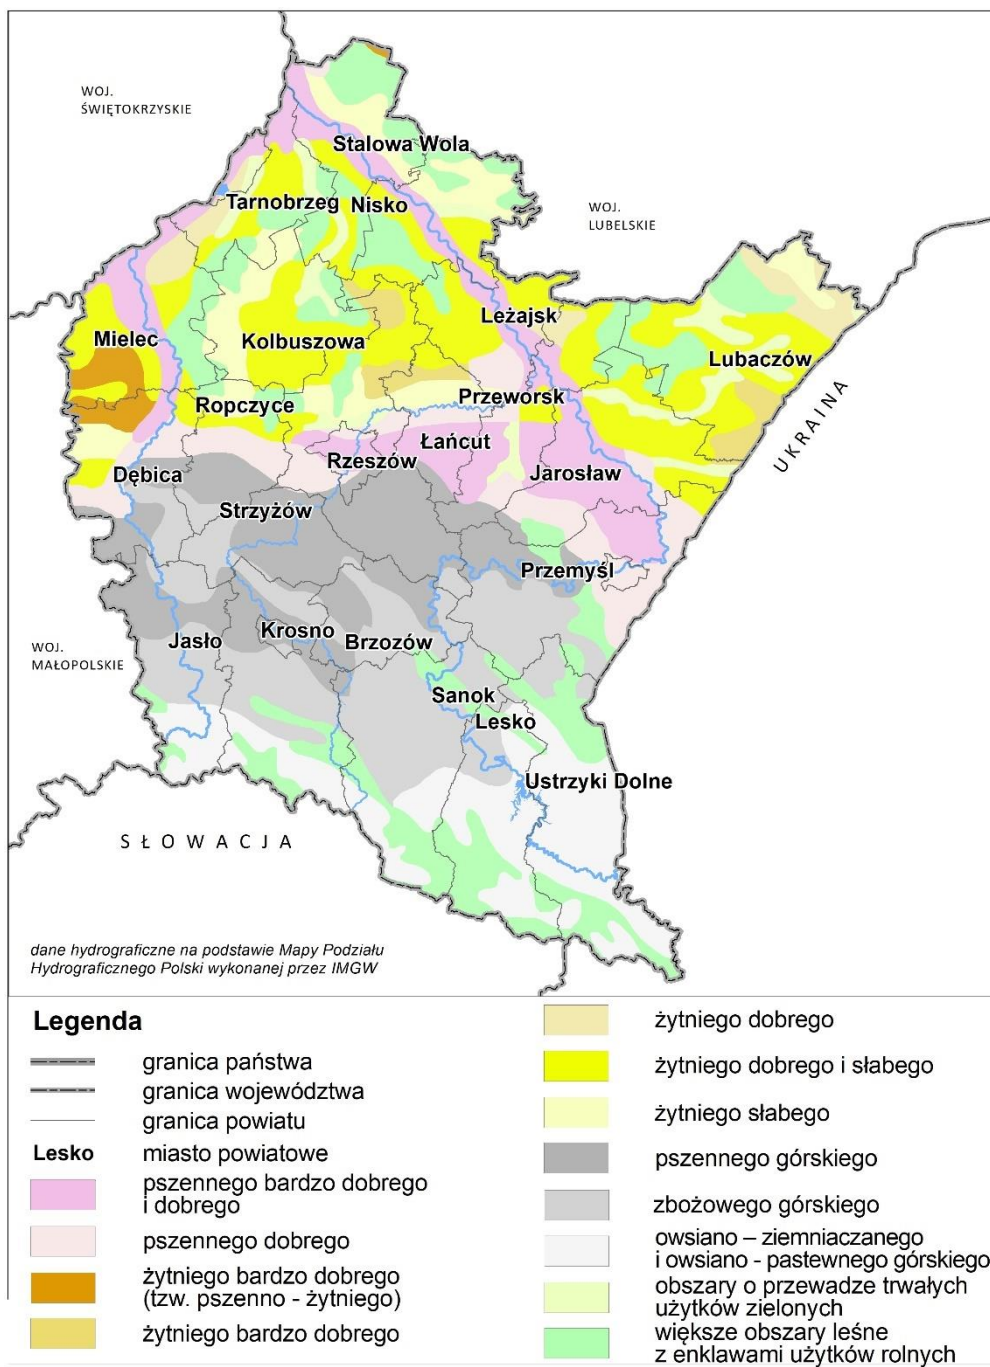 WOJ.
ŚWIĘTOKRZYSKIE
Stalowa Wola
Tarnobrzeg
Nisko
WOJ.
LUBELSKIE
Leżajsk
Mielec
Kolbuszowa
Lubaczów
Ropczyce
Przeworsk
UKRAINA
Łańcut
Rzeszów
Dębica
Jarosław
Strzyżów
Przemyśl
Jasło
Krosno
Brzozów
WOJ.
MAŁOPOLSKIE
Sanok
Lesko
Ustrzyki Dolne
SŁOWACJA
dane hydrograficzne na podstawie Mapy Podziału
Hydrograficznego Polski wykonanej przez IMGW
Legenda
granica państwa
granica województwa
granica powiatu
Lesko miasto powiatowe
pszennego bardzo dobrego
i dobrego
pszennego dobrego
żytniego bardzo dobrego
(tzw. pszenno - żytniego)
żytniego bardzo dobrego
żytniego dobrego
żytniego dobrego i słabego
żytniego słabego
pszennego górskiego
zbożowego górskiego
owsiano – ziemniaczanego
i owsiano - pastewnego górskiego
obszary o przewadze trwałych
użytków zielonych
większe obszary leśne
z enklawami użytków rolnych